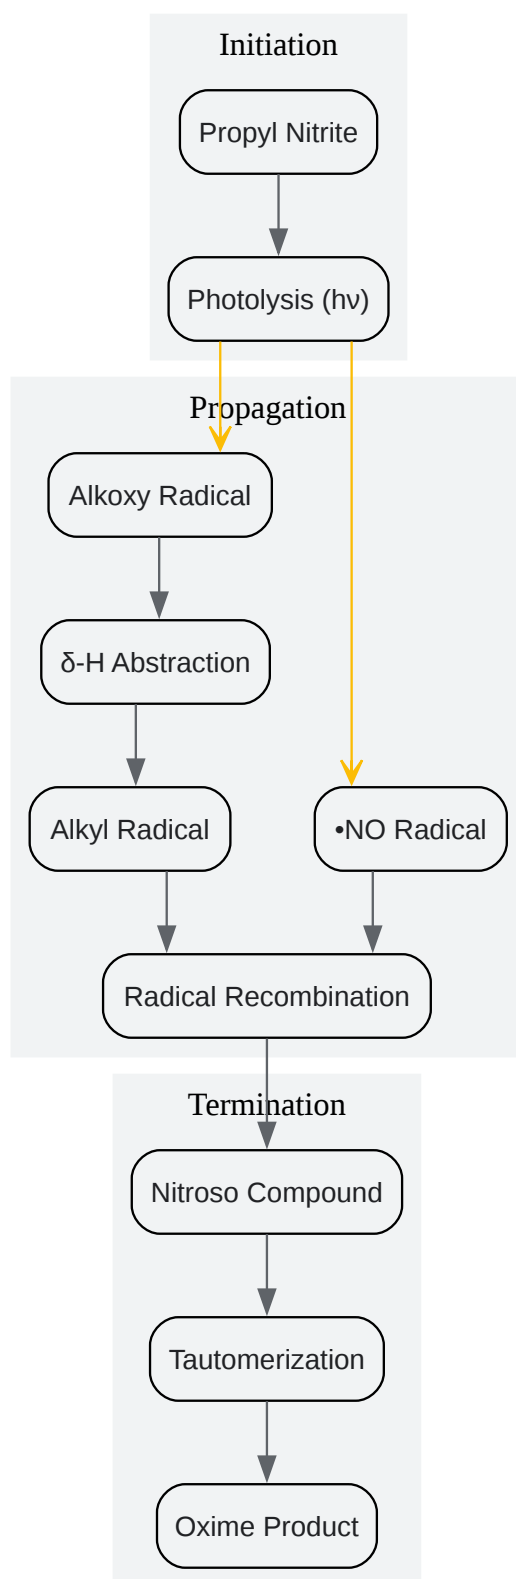 Initiation
Propyl Nitrite
Photolysis (hν)
Propagation
Alkoxy Radical
δ-H Abstraction
Alkyl Radical
•NO Radical
Radical Recombination
Termination
Nitroso Compound
Tautomerization
Oxime Product